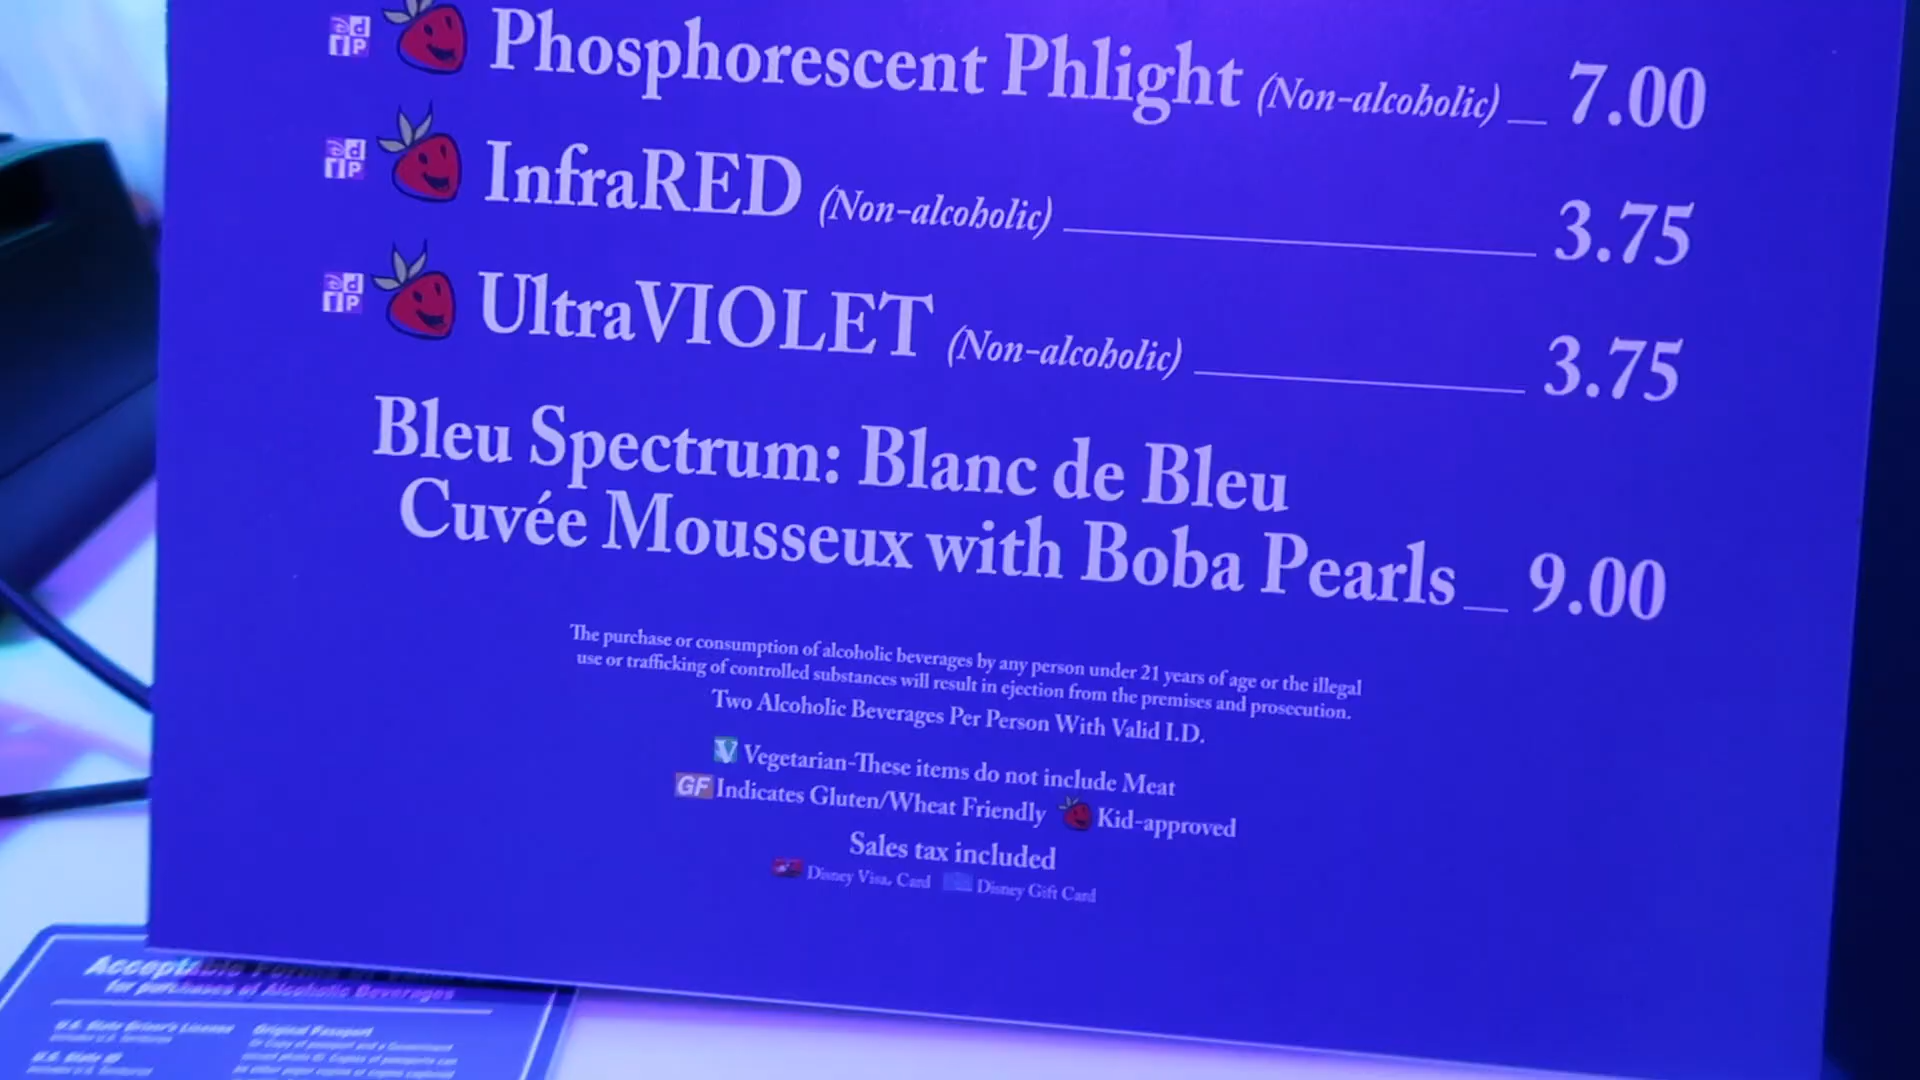 Phosphorescent Phlight (Non-alcoholic) 7.00
InfraRED (Non-alcoholic) 3.75
UltraVIOLET (Non-alcoholic) 3.75
Bleu Spectrum: Blanc de Bleu
Cuvée Mousseux with Boba Pearls 9.00
The purchase or consumption of alcoholic beverages by any person under 21 years of age or the illegal
use or trafficking of controlled substances will result in ejection from the premises and prosecution.
Two Alcoholic Beverages Per Person With Valid I.D.
V Vegetarian-These items do not include Meat
GF Indicates Gluten/Wheat Friendly Kid-approved
Sales tax included
Disney Visa. Card Disney Gift Card
Acceptable Forms of
for purchases of Alcoholic Beverages
U.S. State Driver's License
Original Passport
U.S. State ID